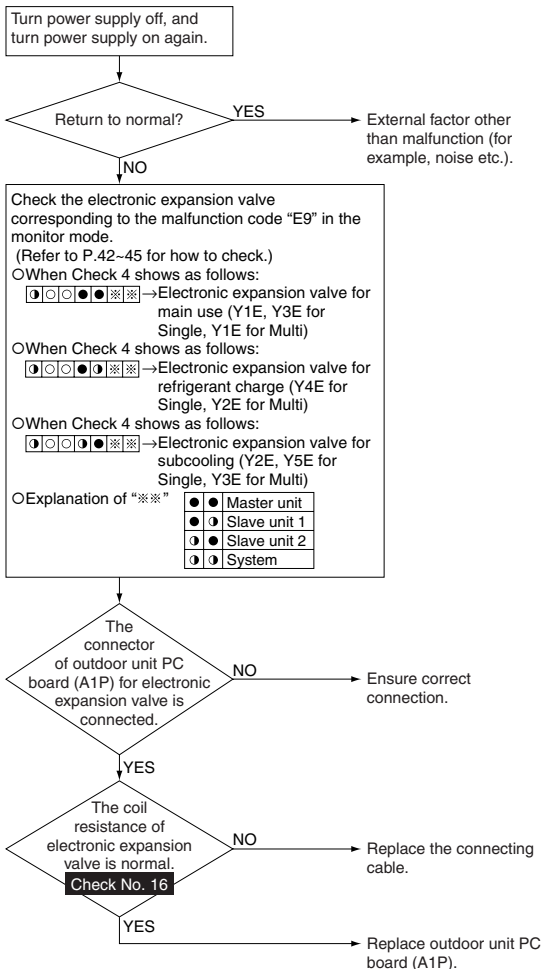 Turn power supply off, and
turn power supply on again.
Return to normal?
YES
External factor other
than malfunction (for
example, noise etc.).
NO
Check the electronic expansion valve
corresponding to the malfunction code “E9” in the
monitor mode.
(Refer to P.42~45 for how to check.)
○When Check 4 shows as follows:
◑○○●●※※→Electronic expansion valve for
main use (Y1E, Y3E for
Single, Y1E for Multi)
○When Check 4 shows as follows:
◑○○●◑※※→Electronic expansion valve for
refrigerant charge (Y4E for
Single, Y2E for Multi)
○When Check 4 shows as follows:
◑○○◑●※※→Electronic expansion valve for
subcooling (Y2E, Y5E for
Single, Y3E for Multi)
○Explanation of “※※”
●● Master unit
●◑ Slave unit 1
◑● Slave unit 2
◑◑ System
The
connector
of outdoor unit PC
board (A1P) for electronic
expansion valve is
connected.
NO
Ensure correct
connection.
YES
The coil
resistance of
electronic expansion
valve is normal.
Check No. 16
NO
Replace the connecting
cable.
YES
Replace outdoor unit PC
board (A1P).